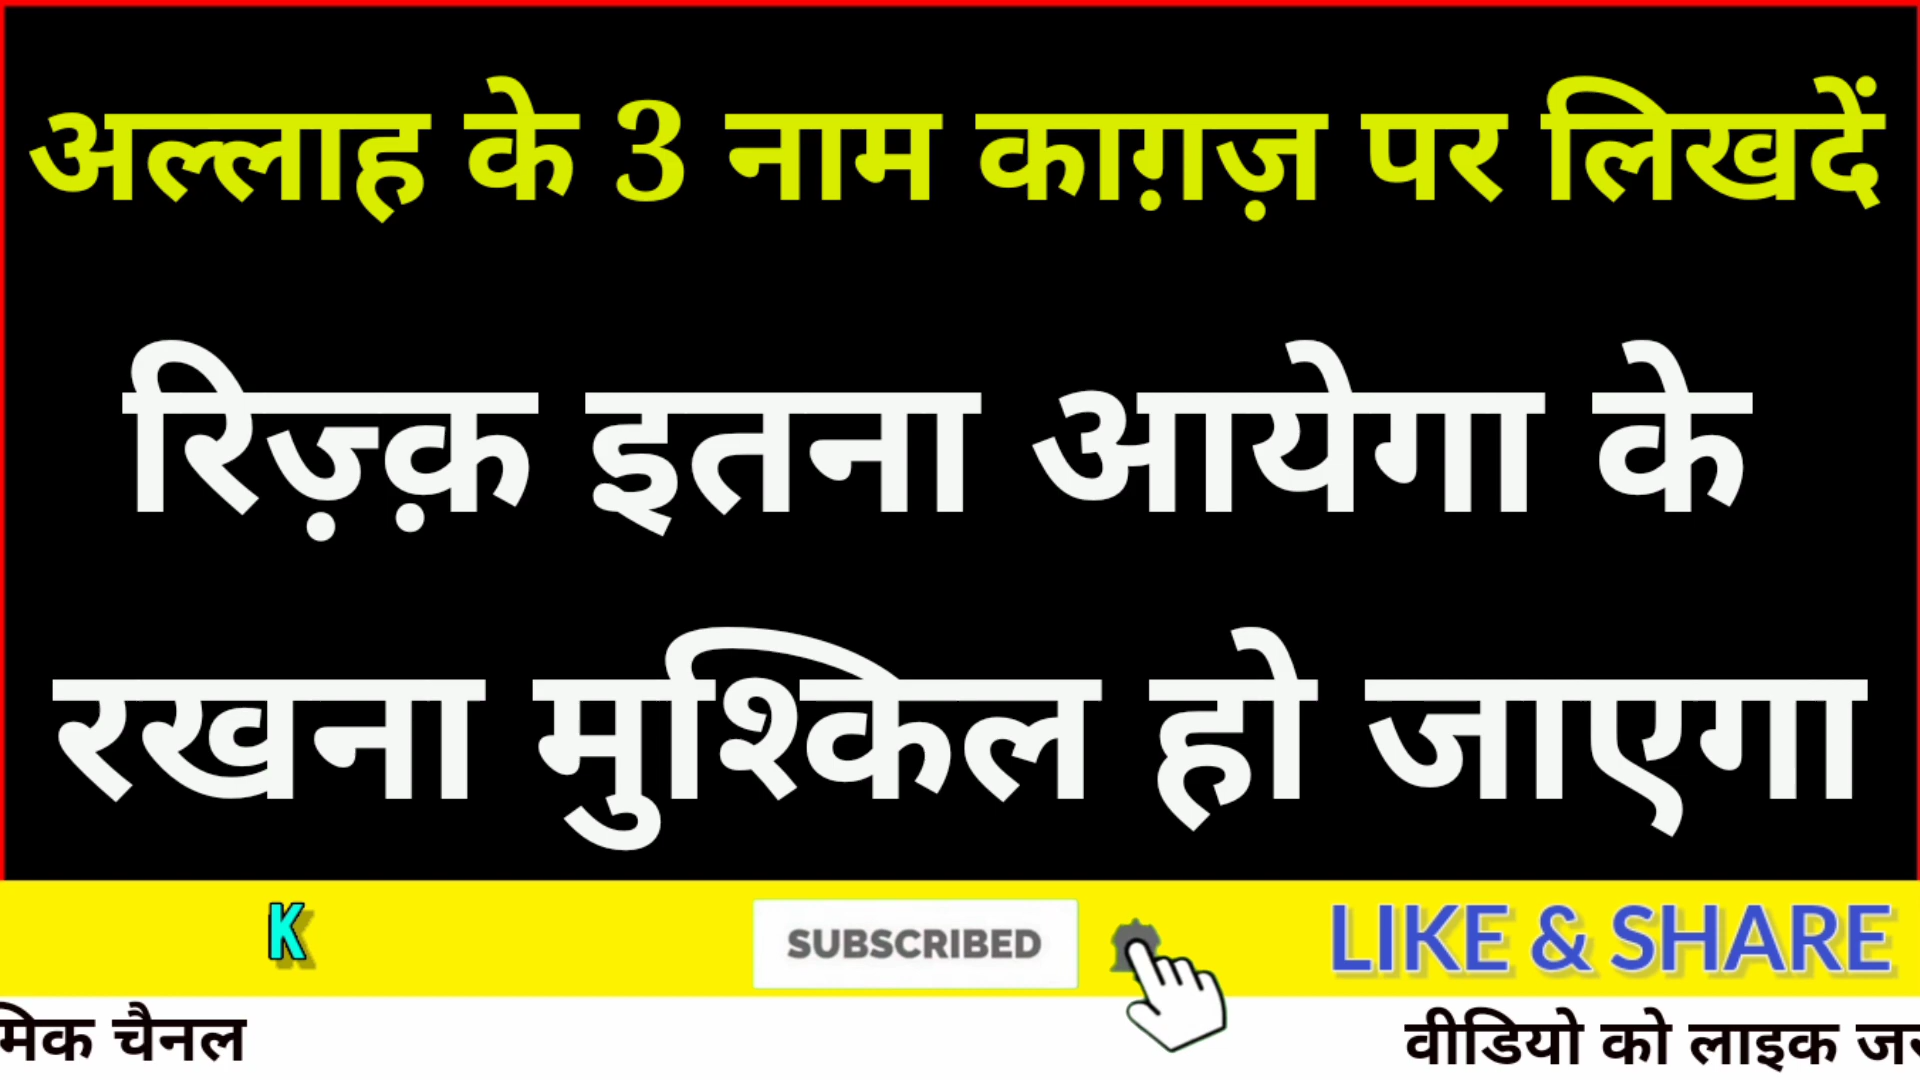 अल्लाह के 3 नाम काग़ज़ पर लिखदें
रिज़्क़ इतना आयेगा के
रखना मुश्किल हो जाएगा
K
SUBSCRIBED
LIKE & SHARE
चैनल
वीडियो को लाइक